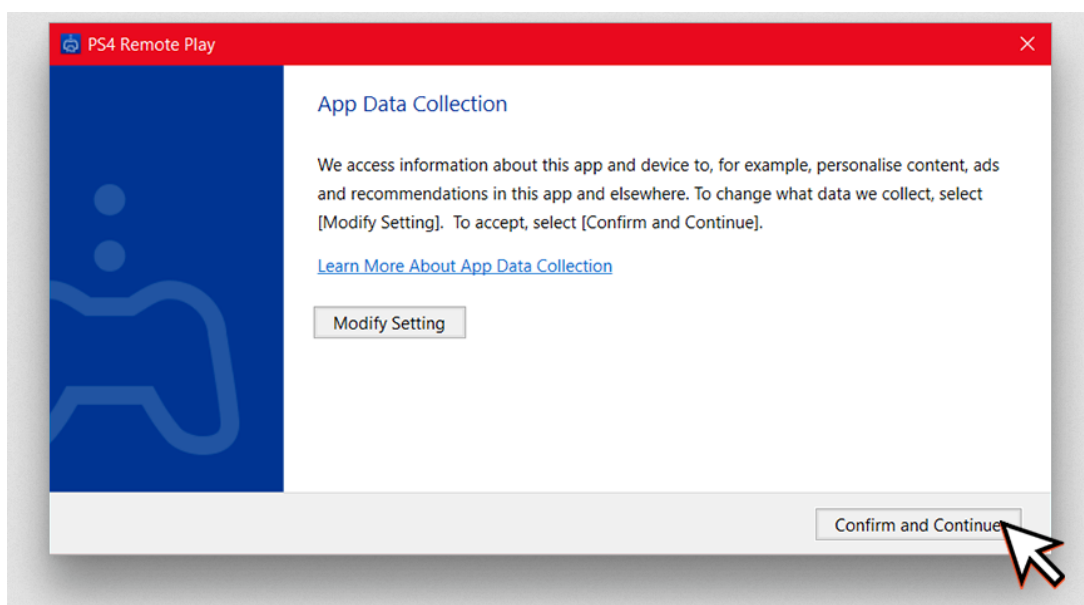 PS4 Remote Play
App Data Collection
We access information about this app and device to, for example, personalise content, ads
and recommendations in this app and elsewhere. To change what data we collect, select
[Modify Setting].  To accept, select [Confirm and Continue].
Learn More About App Data Collection
Modify Setting
Confirm and Continue